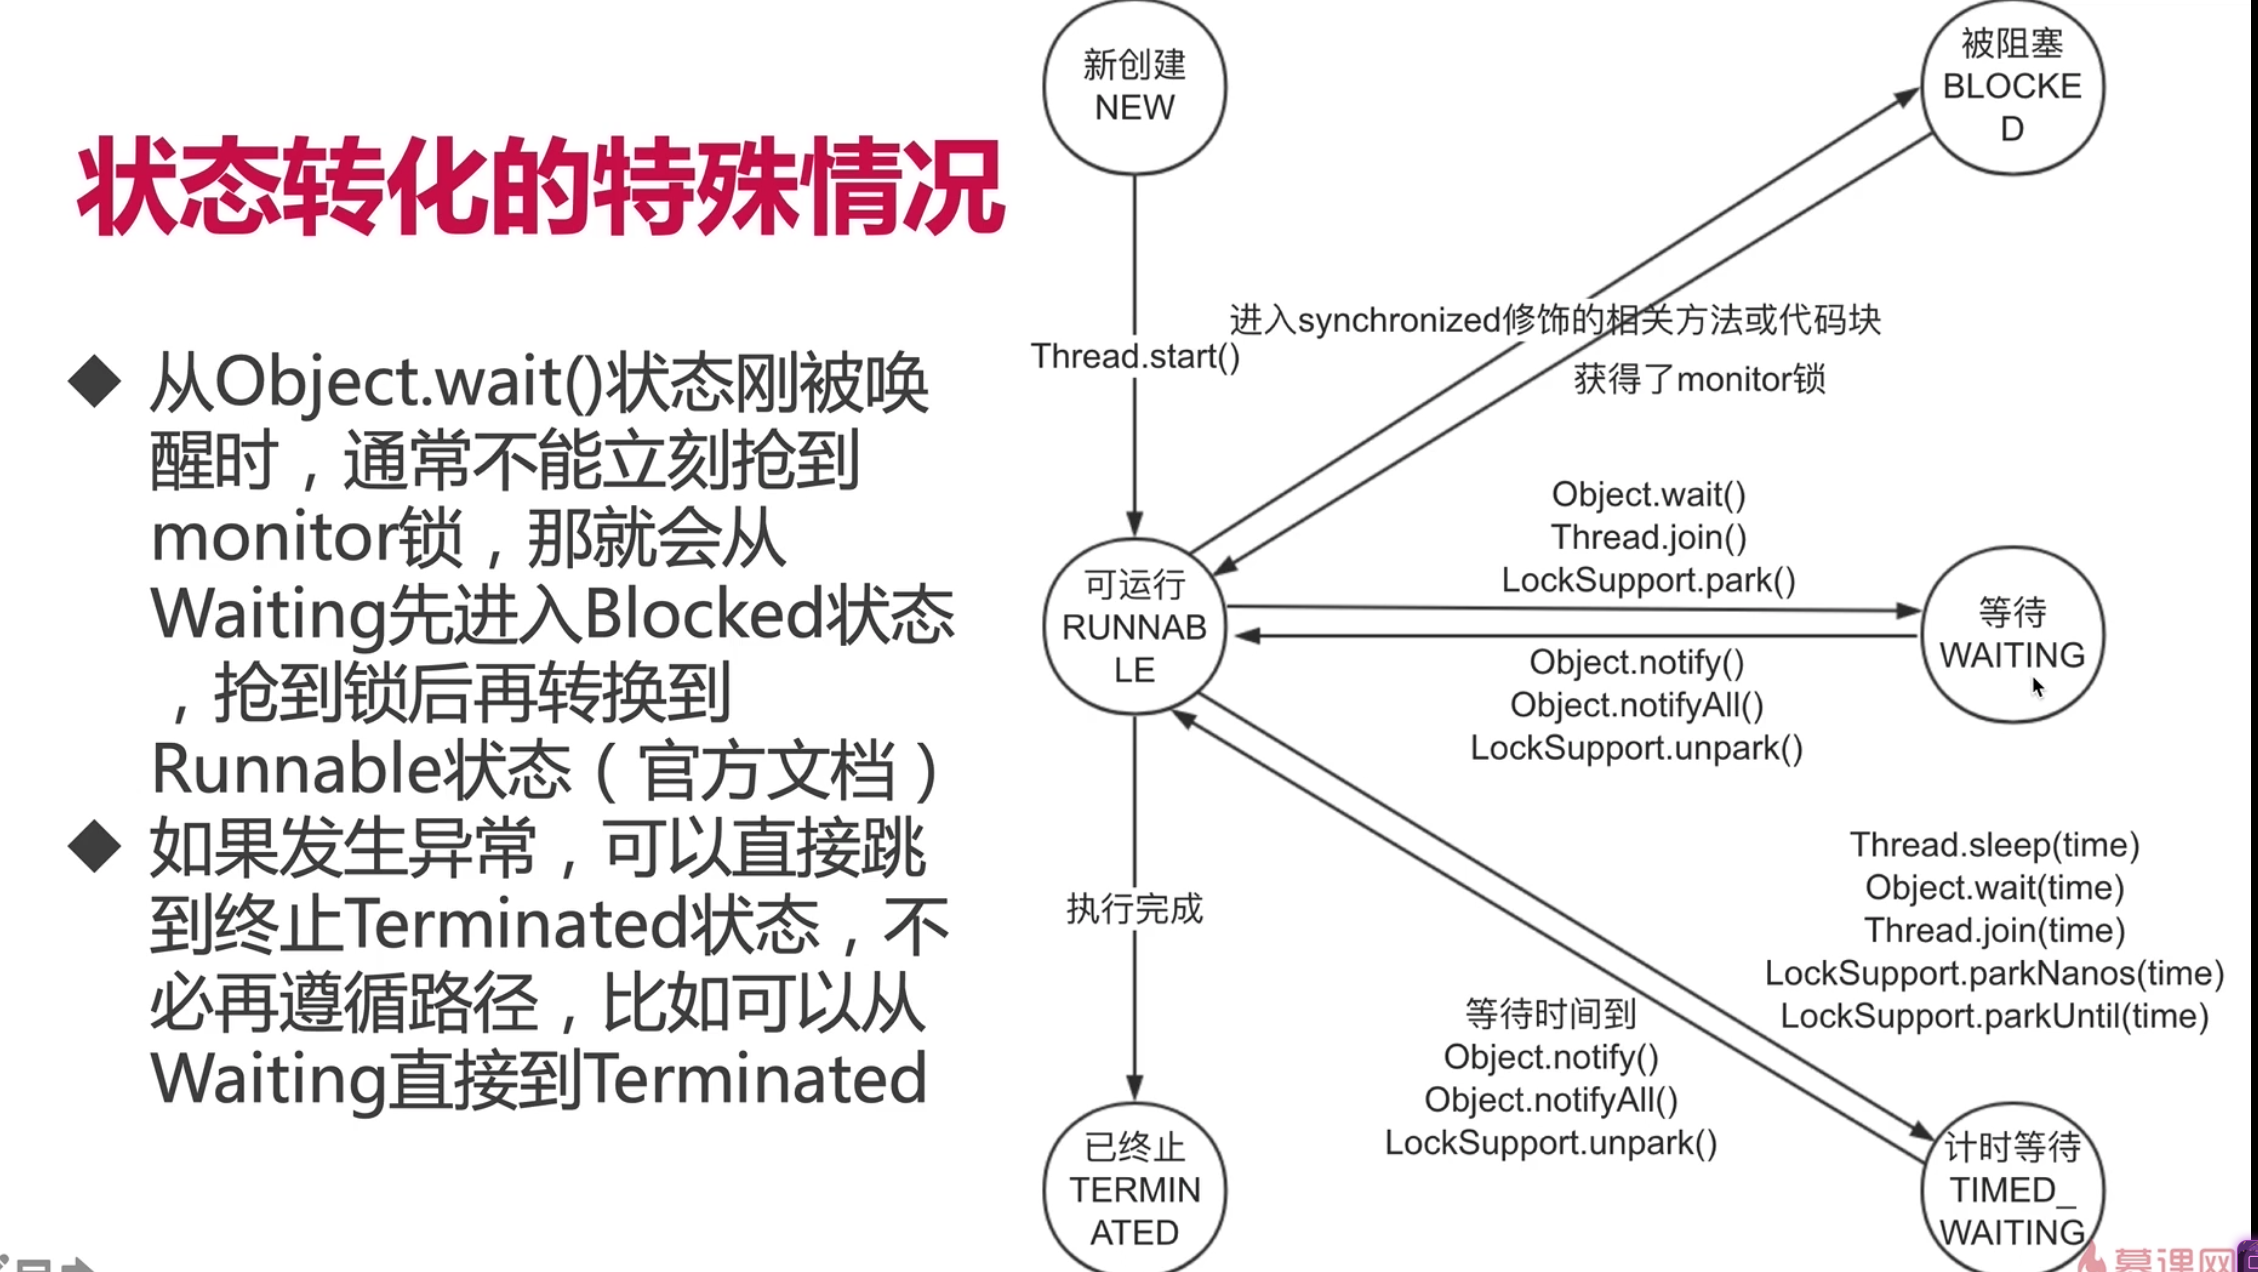 状态转化的特殊情况
从Object.wait()状态刚被唤
醒时，通常不能立刻抢到
monitor锁，那就会从
Waiting先进入Blocked状态
，抢到锁后再转换到
Runnable状态（官方文档）
如果发生异常，可以直接跳
到终止Terminated状态，不
必再遵循路径，比如可以从
Waiting直接到Terminated
新创建
NEW
被阻塞
BLOCKE
D
进入synchronized修饰的相关方法或代码块
Thread.start()
获得了monitor锁
Object.wait()
Thread.join()
LockSupport.park()
可运行
RUNNAB
LE
等待
WAITING
Object.notify()
Object.notifyAll()
LockSupport.unpark()
Thread.sleep(time)
Object.wait(time)
Thread.join(time)
LockSupport.parkNanos(time)
LockSupport.parkUntil(time)
执行完成
等待时间到
Object.notify()
Object.notifyAll()
LockSupport.unpark()
已终止
TERMIN
ATED
计时等待
TIMED_
WAITING
慕课网